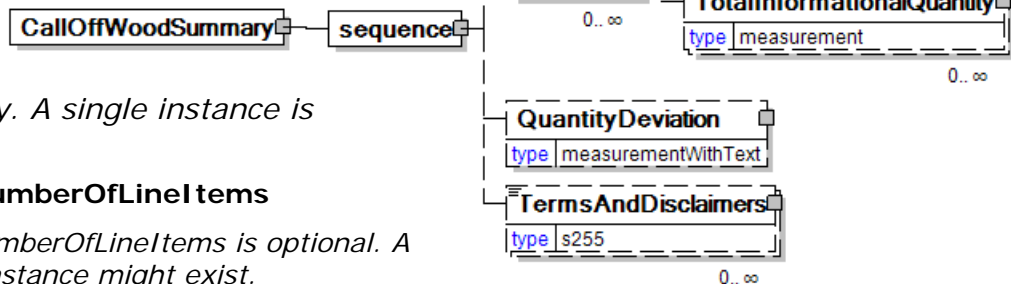 TotalInformationalQuantity
0.. ∞
type measurement
0.. ∞
CallOffWoodSummary
sequence
y. A single instance is
QuantityDeviation
type measurementWithText
umberOfLineItems
TermsAndDisclaimers
type s255
mberOfLineItems is optional. A
nstance might exist.
0.. ∞